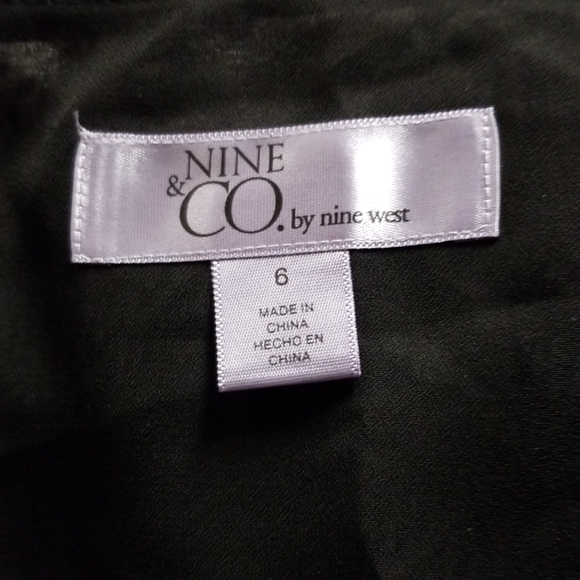 NINE
& CO. by nine west
6
MADE IN
CHINA
HECHO EN
CHINA